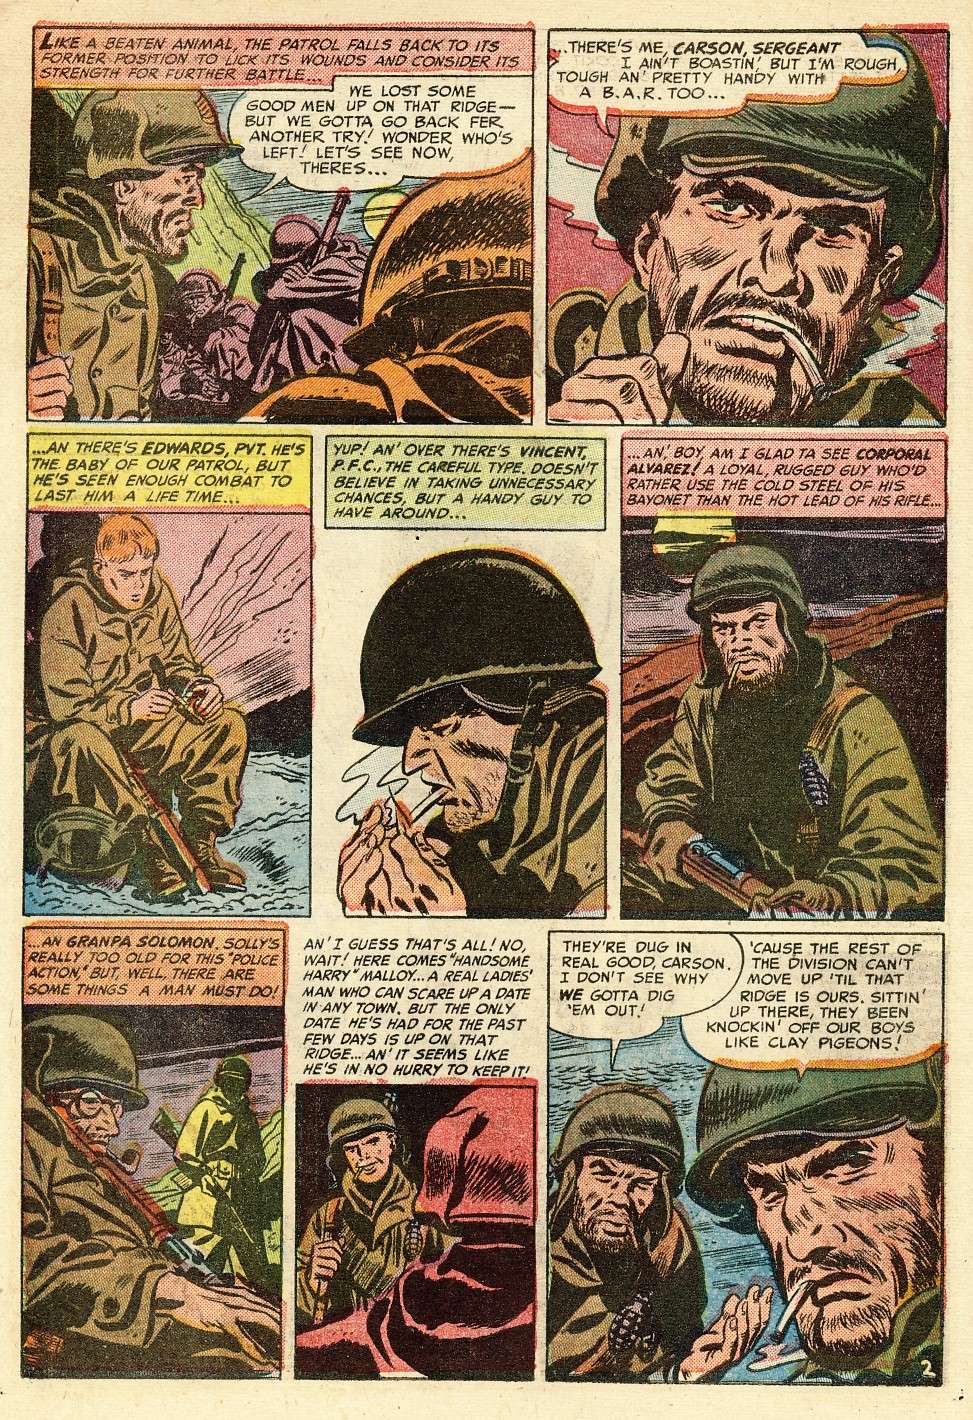 LIKE A BEATEN ANIMAL, THE PATROL FALLS BACK TO ITS
FORMER POSITION TO LICK ITS WOUNDS AND CONSIDER ITS
STRENGTH FOR FURTHER BATTLE...
WE LOST SOME
GOOD MEN UP ON THAT RIDGE—
BUT WE GOTTA GO BACK FER
ANOTHER TRY! WONDER WHO'S
LEFT! LET'S SEE NOW,
THERES...
...THERE'S ME, CARSON, SERGEANT
I AIN'T BOASTIN', BUT I'M ROUGH,
TOUGH AN' PRETTY HANDY WITH
A B.A.R. TOO...
...AN THERE'S EDWARDS, PVT. HE'S
THE BABY OF OUR PATROL, BUT
HE'S SEEN ENOUGH COMBAT TO
LAST HIM A LIFE TIME...
YUP! AN' OVER THERE'S VINCENT,
P.F.C., THE CAREFUL TYPE. DOESN'T
BELIEVE IN TAKING UNNECESSARY
CHANCES, BUT A HANDY GUY TO
HAVE AROUND...
...AN', BOY, AM I GLAD TA SEE CORPORAL
ALVAREZ! A LOYAL, RUGGED GUY WHO'D
RATHER USE THE COLD STEEL OF HIS
BAYONET THAN THE HOT LEAD OF HIS RIFLE...
...AN GRANPA SOLOMON. SOLLY'S
REALLY TOO OLD FOR THIS "POLICE
ACTION," BUT, WELL, THERE ARE
SOME THINGS A MAN MUST DO!
AN' I GUESS THAT'S ALL! NO,
WAIT! HERE COMES "HANDSOME
HARRY" MALLOY...A REAL LADIES'
MAN WHO CAN SCARE UP A DATE
IN ANY TOWN. BUT THE ONLY
DATE HE'S HAD FOR THE PAST
FEW DAYS IS UP ON THAT
RIDGE... AN' IT SEEMS LIKE
HE'S IN NO HURRY TO KEEP IT!
THEY'RE DUG IN
REAL GOOD, CARSON.
I DON'T SEE WHY
WE GOTTA DIG
'EM OUT!
'CAUSE THE REST OF
THE DIVISION CAN'T
MOVE UP 'TIL THAT
RIDGE IS OURS. SITTIN'
UP THERE, THEY BEEN
KNOCKIN' OFF OUR BOYS
LIKE CLAY PIGEONS!
2